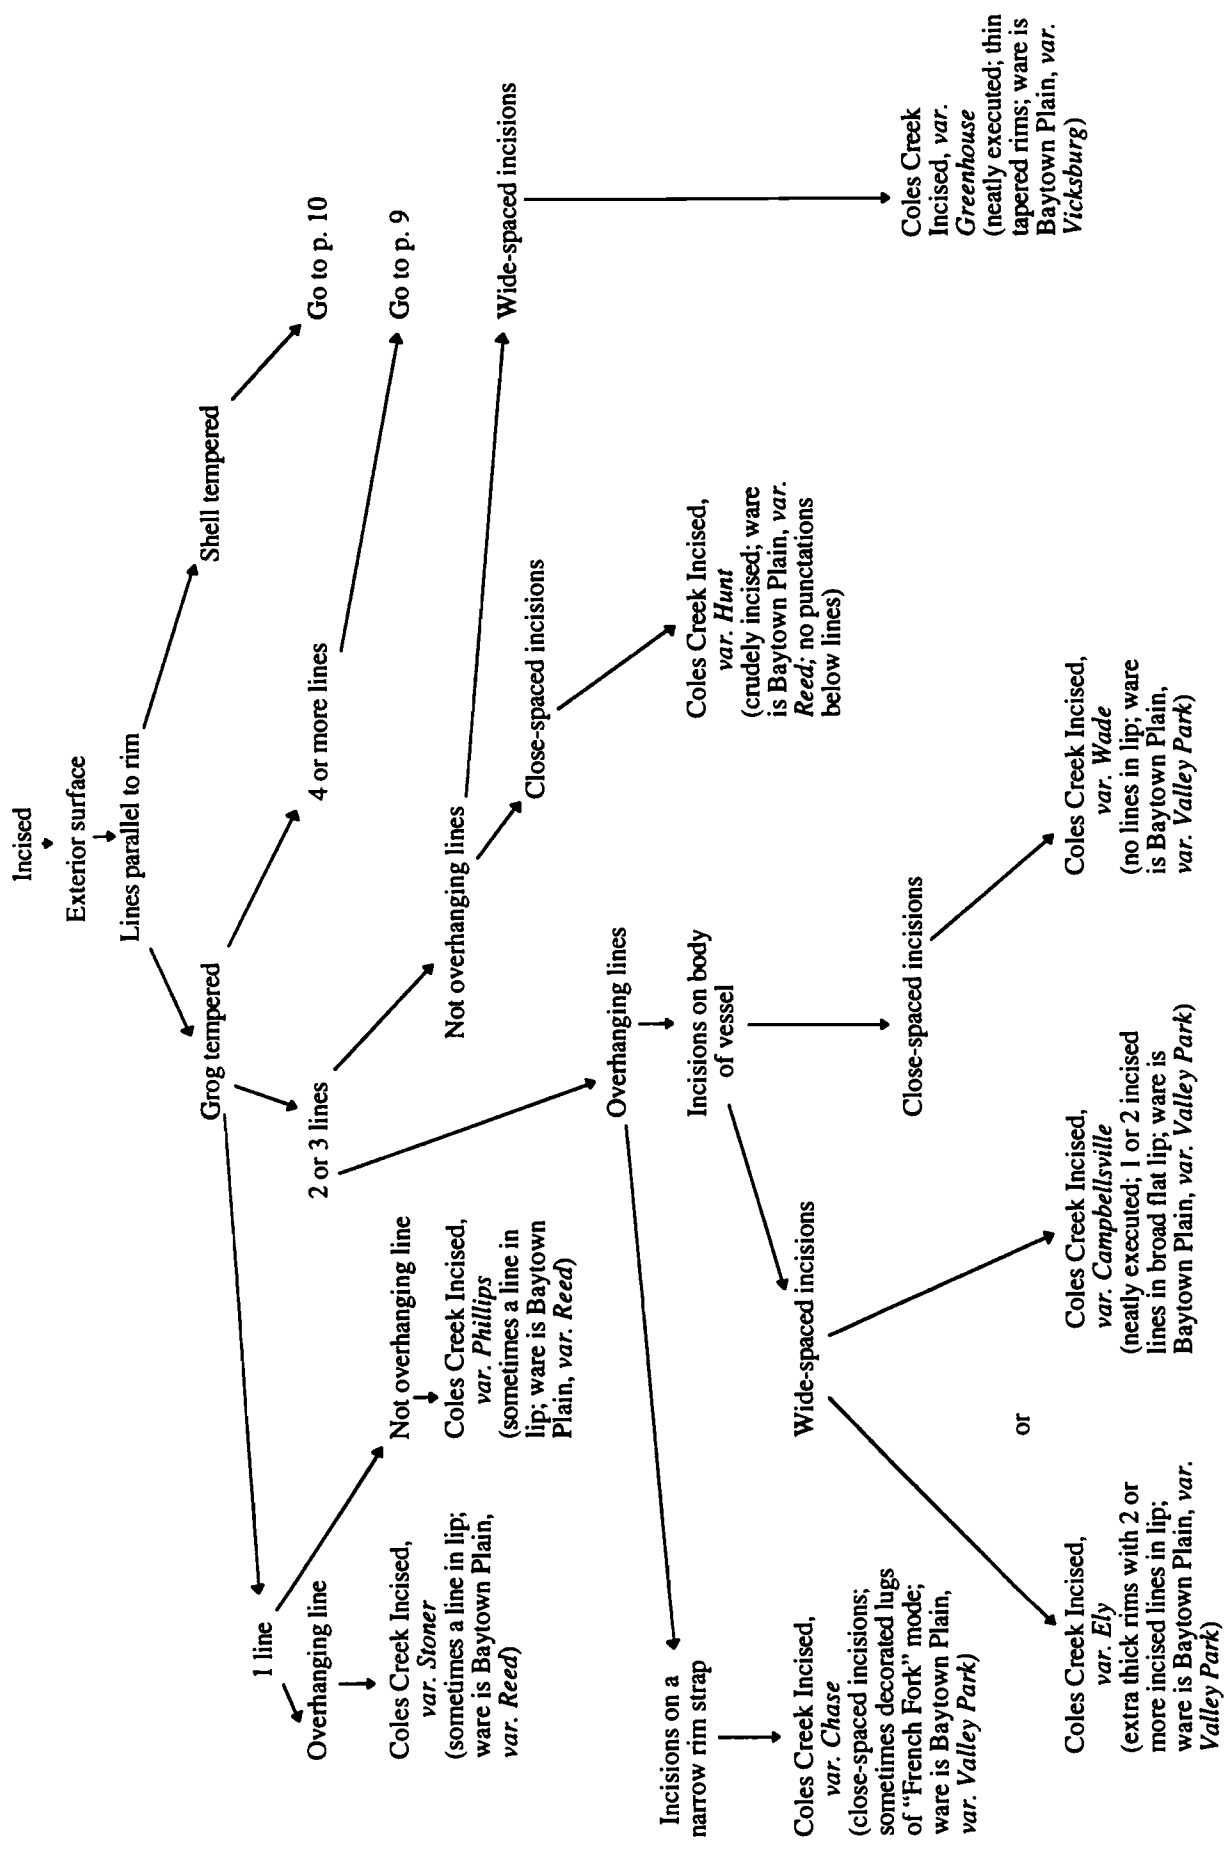 Incised
Exterior surface
Lines parallel to rim
Grog tempered
Shell tempered
1 line
2 or 3 lines
4 or more lines
Go to p. 10
Overhanging line
Not overhanging line
Go to p. 9
Coles Creek Incised,
var. Stoner
(sometimes a line in lip;
ware is Baytown Plain,
var. Reed)
Coles Creek Incised,
var. Phillips
(sometimes a line in
lip; ware is Baytown
Plain, var. Reed)
Not overhanging lines
Close-spaced incisions
Wide-spaced incisions
Overhanging lines
Incisions on a
narrow rim strap
Incisions on body
of vessel
Coles Creek Incised,
var. Hunt
(crudely incised; ware
is Baytown Plain, var.
Reed; no punctations
below lines)
Coles Creek Incised,
var. Chase
(close-spaced incisions;
sometimes decorated lugs
of “French Fork” mode;
ware is Baytown Plain,
var. Valley Park)
Wide-spaced incisions
Close-spaced incisions
Coles Creek
Incised, var.
Greenhouse
(neatly executed; thin
tapered rims; ware is
Baytown Plain, var.
Vicksburg)
Coles Creek Incised,
var. Ely
(extra thick rims with 2 or
more incised lines in lip;
ware is Baytown Plain, var.
Valley Park)
or
Coles Creek Incised,
var. Campbellsville
(neatly executed; 1 or 2 incised
lines in broad flat lip; ware is
Baytown Plain, var. Valley Park)
Coles Creek Incised,
var. Wade
(no lines in lip; ware
is Baytown Plain,
var. Valley Park)